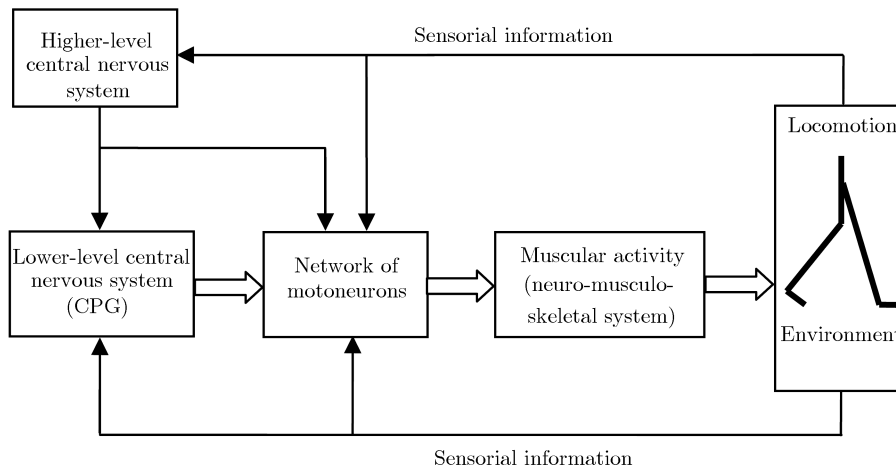 Higher-level
central nervous
system
Sensorial information
Locomotion
Lower-level central
nervous system
(CPG)
Network of
motoneurons
Muscular activity
(neuro-musculo-
skeletal system)
Environment
Sensorial information